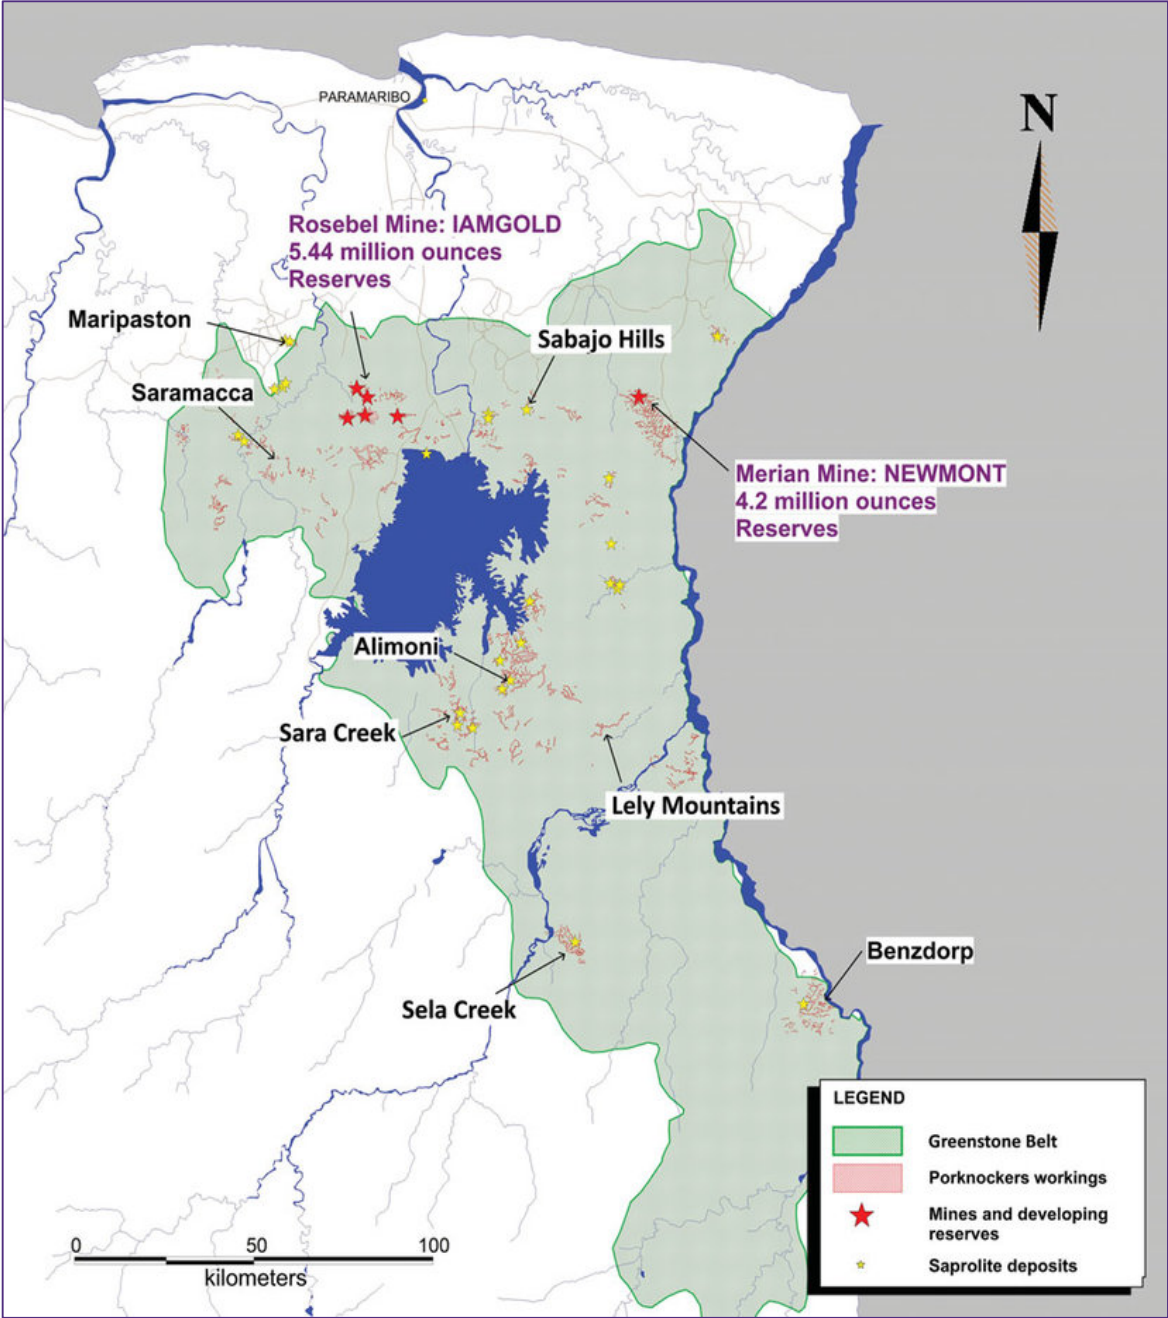 N
PARAMARIBO
Rosebel Mine: IAMGOLD
5.44 million ounces
Reserves
Maripaston
Sabajo Hills
Saramacca
Merian Mine: NEWMONT
4.2 million ounces
Reserves
Alimoni
Sara Creek
Lely Mountains
Benzdorp
Sela Creek
LEGEND
Greenstone Belt
Porknockers workings
Mines and developing
reserves
Saprolite deposits
0 50 100
kilometers